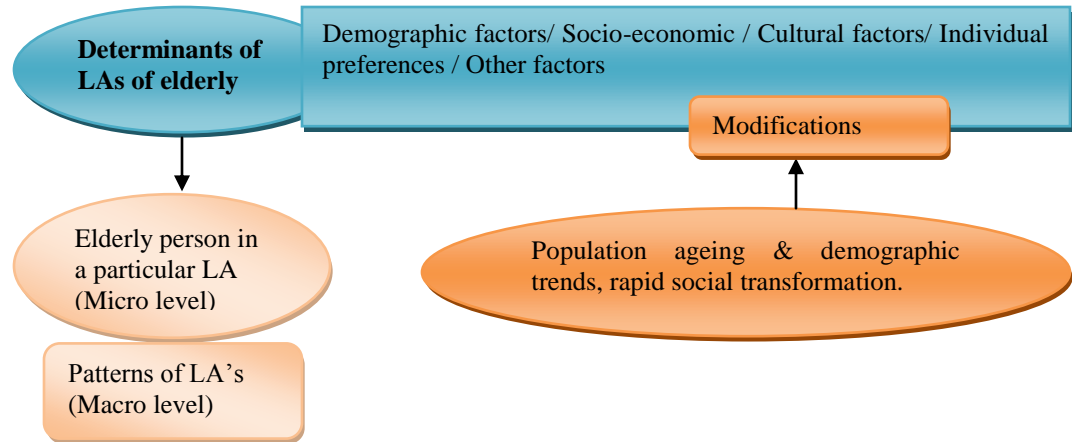 Determinants of
LAs of elderly
Demographic factors/ Socio-economic / Cultural factors/ Individual
preferences / Other factors
Modifications
Elderly person in
a particular LA
(Micro level)
Population ageing & demographic
trends, rapid social transformation.
Patterns of LA's
(Macro level)